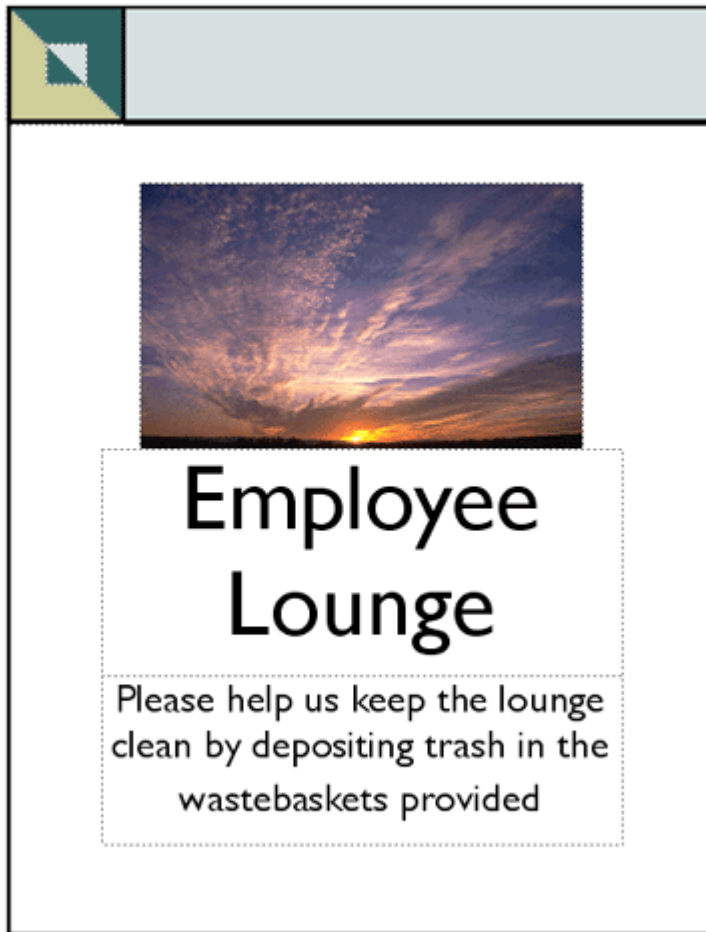 Employee
Lounge
Please help us keep the lounge
clean by depositing trash in the
wastebaskets provided